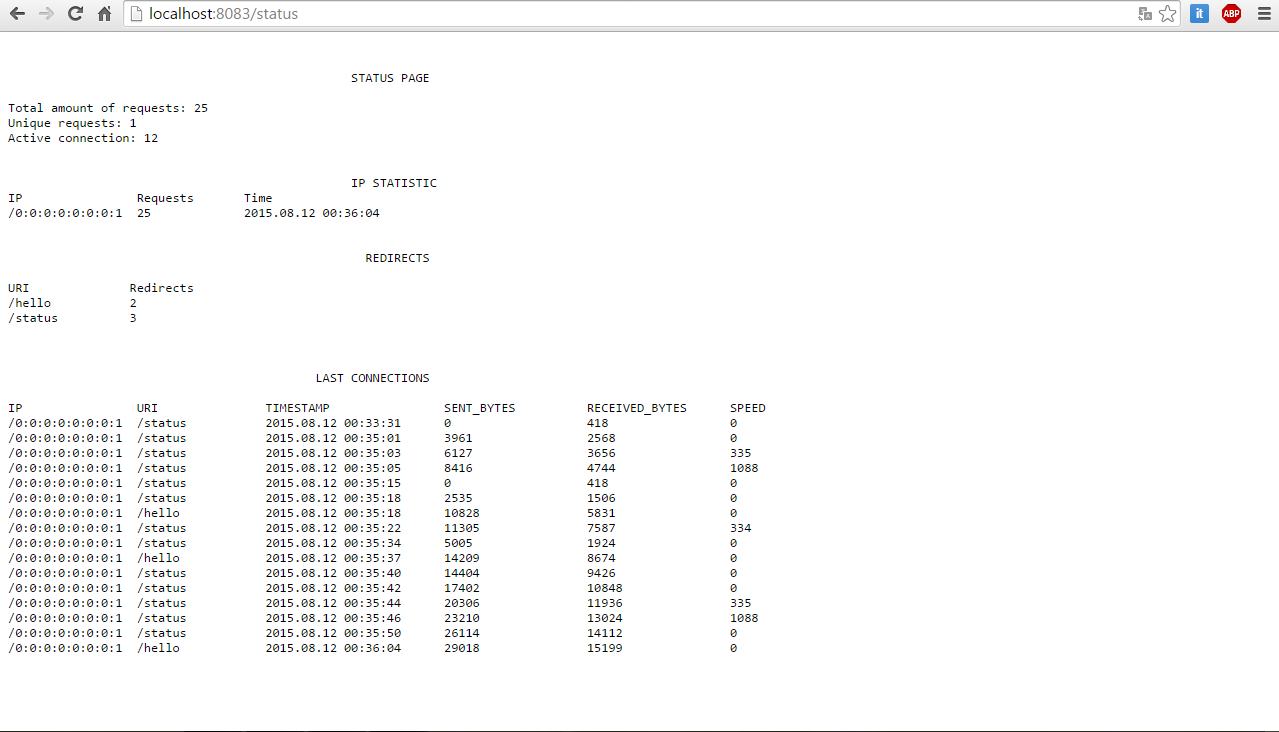 localhost:8083/status
it
ABP
STATUS PAGE
Total amount of requests: 25
Unique requests: 1
Active connection: 12
IP STATISTIC
IP Requests Time
/0:0:0:0:0:0:0:1 25 2015.08.12 00:36:04
REDIRECTS
URI Redirects
/hello 2
/status 3
LAST CONNECTIONS
IP URI TIMESTAMP SENT_BYTES RECEIVED_BYTES SPEED
/0:0:0:0:0:0:0:1 /status 2015.08.12 00:33:31 0 418 0
/0:0:0:0:0:0:0:1 /status 2015.08.12 00:35:01 3961 2568 0
/0:0:0:0:0:0:0:1 /status 2015.08.12 00:35:03 6127 3656 335
/0:0:0:0:0:0:0:1 /status 2015.08.12 00:35:05 8416 4744 1088
/0:0:0:0:0:0:0:1 /status 2015.08.12 00:35:15 0 418 0
/0:0:0:0:0:0:0:1 /status 2015.08.12 00:35:18 2535 1506 0
/0:0:0:0:0:0:0:1 /hello 2015.08.12 00:35:18 10828 5831 0
/0:0:0:0:0:0:0:1 /status 2015.08.12 00:35:22 11305 7587 334
/0:0:0:0:0:0:0:1 /status 2015.08.12 00:35:34 5005 1924 0
/0:0:0:0:0:0:0:1 /hello 2015.08.12 00:35:37 14209 8674 0
/0:0:0:0:0:0:0:1 /status 2015.08.12 00:35:40 14404 9426 0
/0:0:0:0:0:0:0:1 /status 2015.08.12 00:35:42 17402 10848 0
/0:0:0:0:0:0:0:1 /status 2015.08.12 00:35:44 20306 11936 335
/0:0:0:0:0:0:0:1 /status 2015.08.12 00:35:46 23210 13024 1088
/0:0:0:0:0:0:0:1 /status 2015.08.12 00:35:50 26114 14112 0
/0:0:0:0:0:0:0:1 /hello 2015.08.12 00:36:04 29018 15199 0